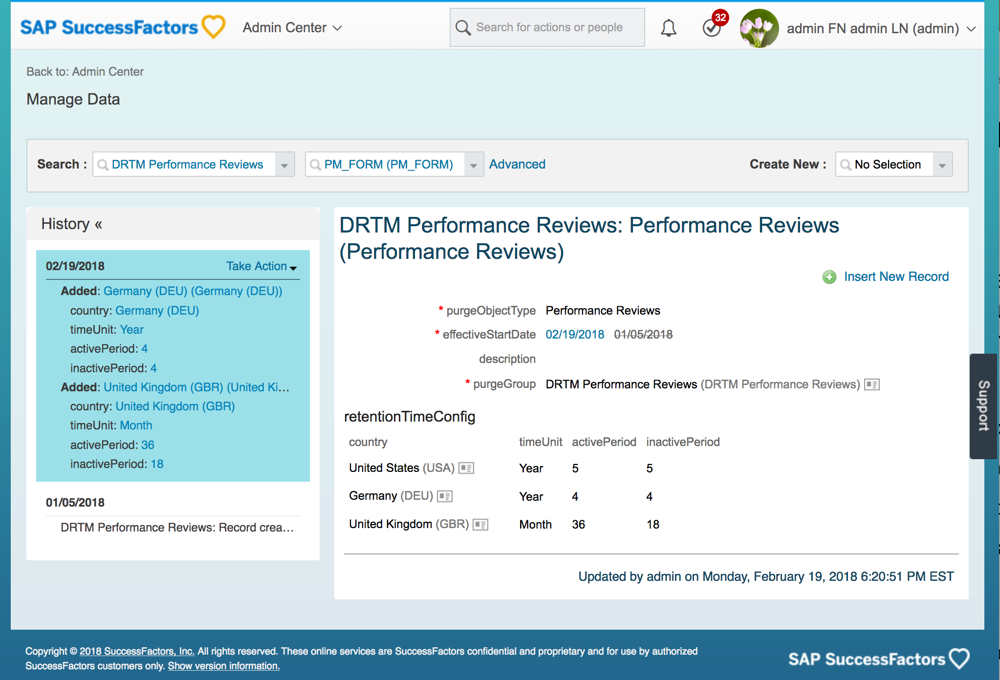 SAP SuccessFactors
Admin Center
Search for actions or people
32
admin FN admin LN (admin)
Back to: Admin Center
Manage Data
Search :
DRTM Performance Reviews
PM_FORM (PM_FORM)
Advanced
Create New :
No Selection
History «
02/19/2018
Take Action
Added: Germany (DEU) (Germany (DEU))
country: Germany (DEU)
timeUnit: Year
activePeriod: 4
inactivePeriod: 4
Added: United Kingdom (GBR) (United Ki...
country: United Kingdom (GBR)
timeUnit: Month
activePeriod: 36
inactivePeriod: 18
01/05/2018
DRTM Performance Reviews: Record crea...
DRTM Performance Reviews: Performance Reviews
(Performance Reviews)
Insert New Record
* purgeObjectType Performance Reviews
* effectiveStartDate 02/19/2018 01/05/2018
description
* purgeGroup DRTM Performance Reviews (DRTM Performance Reviews)
retentionTimeConfig
country timeUnit activePeriod inactivePeriod
United States (USA) Year 5 5
Germany (DEU) Year 4 4
United Kingdom (GBR) Month 36 18
Updated by admin on Monday, February 19, 2018 6:20:51 PM EST
Support
Copyright © 2018 SuccessFactors, Inc. All rights reserved. These online services are SuccessFactors confidential and proprietary and for use by authorized
SuccessFactors customers only. Show version information.
SAP SuccessFactors